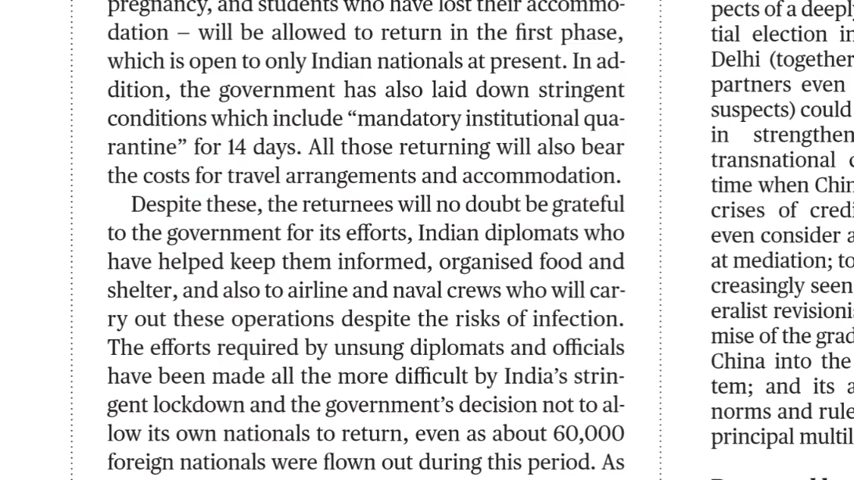 pregnancy, and students who have lost their accommo-
dation – will be allowed to return in the first phase,
which is open to only Indian nationals at present. In ad-
dition, the government has also laid down stringent
conditions which include “mandatory institutional qua-
rantine” for 14 days. All those returning will also bear
the costs for travel arrangements and accommodation.
Despite these, the returnees will no doubt be grateful
to the government for its efforts, Indian diplomats who
have helped keep them informed, organised food and
shelter, and also to airline and naval crews who will car-
ry out these operations despite the risks of infection.
The efforts required by unsung diplomats and officials
have been made all the more difficult by India’s strin-
gent lockdown and the government’s decision not to al-
low its own nationals to return, even as about 60,000
foreign nationals were flown out during this period. As
pects of a deeply
tial election in
Delhi (together
partners even
suspects) could
in strengthen
transnational
time when Chin
crises of credi
even consider a
at mediation; to
creasingly seen
eralist revisionis
mise of the grad
China into the
tem; and its a
norms and rule
principal multil